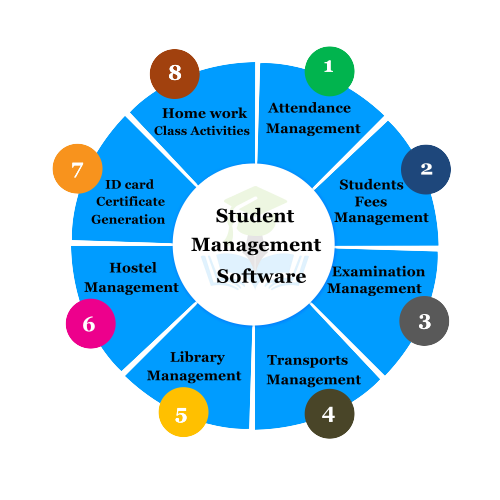 Student
Management
Software
1
Attendance
Management
2
Students
Fees
Management
3
Examination
Management
4
Transports
Management
5
Library
Management
6
Hostel
Management
7
ID card
Certificate
Generation
8
Home work
Class Activities